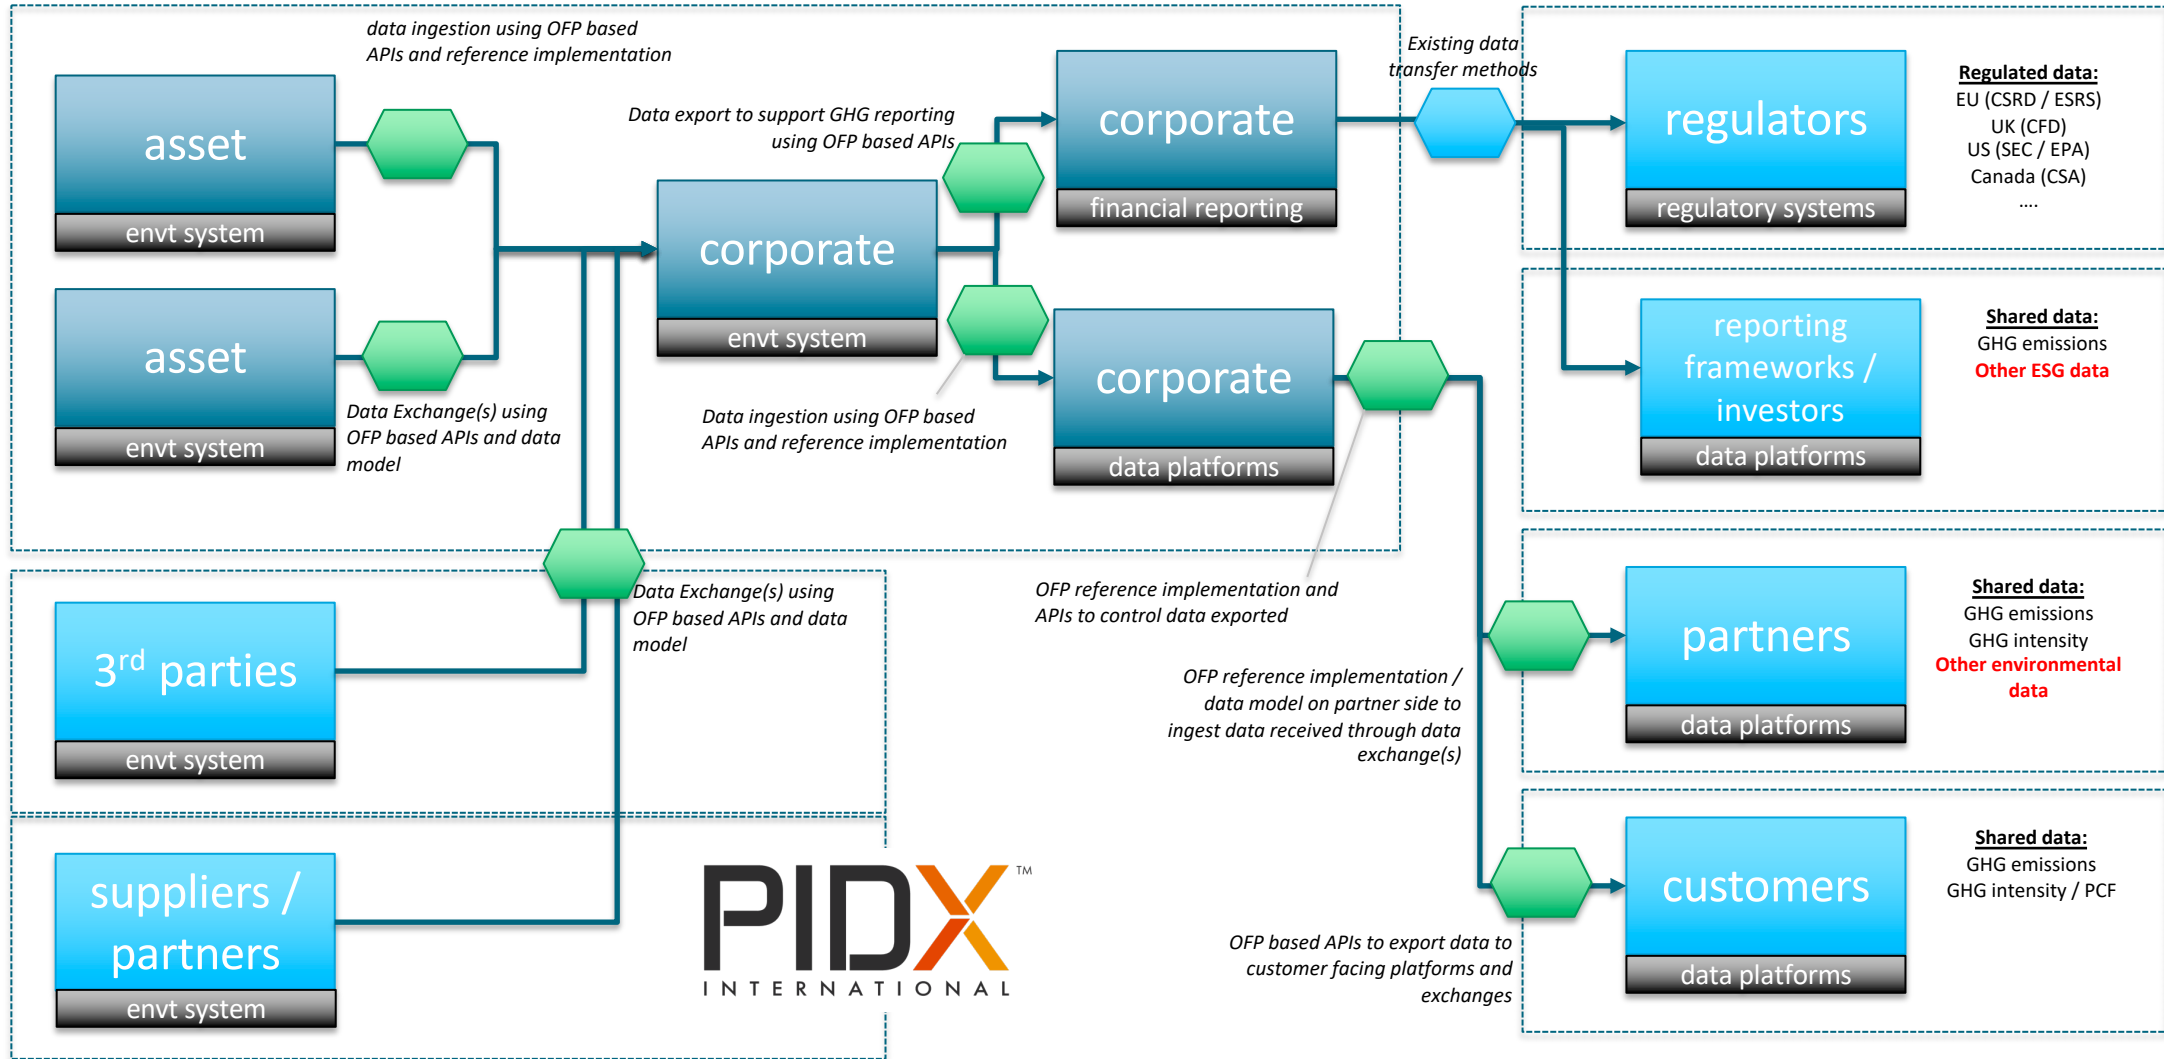 data ingestion using OFP based
APIs and reference implementation
asset
envt system
asset
envt system
Data Exchange(s) using
OFP based APIs and data
model
Data export to support GHG reporting
using OFP based APIs
corporate
envt system
corporate
financial reporting
Data ingestion using OFP based
APIs and reference implementation
corporate
data platforms
Existing data
transfer methods
regulators
regulatory systems
Regulated data:
EU (CSRD / ESRS)
UK (CFD)
US (SEC / EPA)
Canada (CSA)
....
reporting
frameworks /
investors
data platforms
Shared data:
GHG emissions
Other ESG data
3rd parties
envt system
Data Exchange(s) using
OFP based APIs and data
model
OFP reference implementation and
APIs to control data exported
OFP reference implementation /
data model on partner side to
ingest data received through data
exchange(s)
partners
data platforms
Shared data:
GHG emissions
GHG intensity
Other environmental
data
suppliers /
partners
envt system
PIDX TM
INTERNATIONAL
OFP based APIs to export data to
customer facing platforms and
exchanges
customers
data platforms
Shared data:
GHG emissions
GHG intensity / PCF